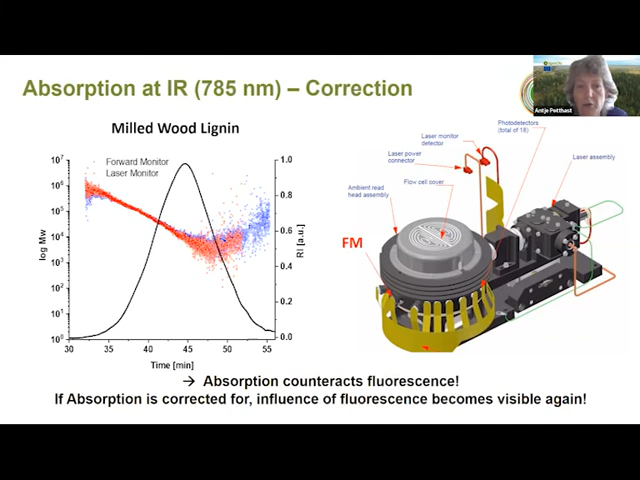 Absorption at IR (785 nm) – Correction
Antje Potthast
Milled Wood Lignin
Forward Monitor
Laser Monitor
10⁷
10⁶
10⁵
10⁴
10³
10²
10¹
10⁰
log Mw
1.0
0.8
0.6
0.4
0.2
0.0
RI [a.u.]
30 35 40 45 50 55
Time [min]
Photodetectors
(total of 18)
Laser monitor
detector
Laser power
connector
Laser assembly
Flow cell cover
Ambient read
head assembly
FM
→ Absorption counteracts fluorescence!
If Absorption is corrected for, influence of fluorescence becomes visible again!